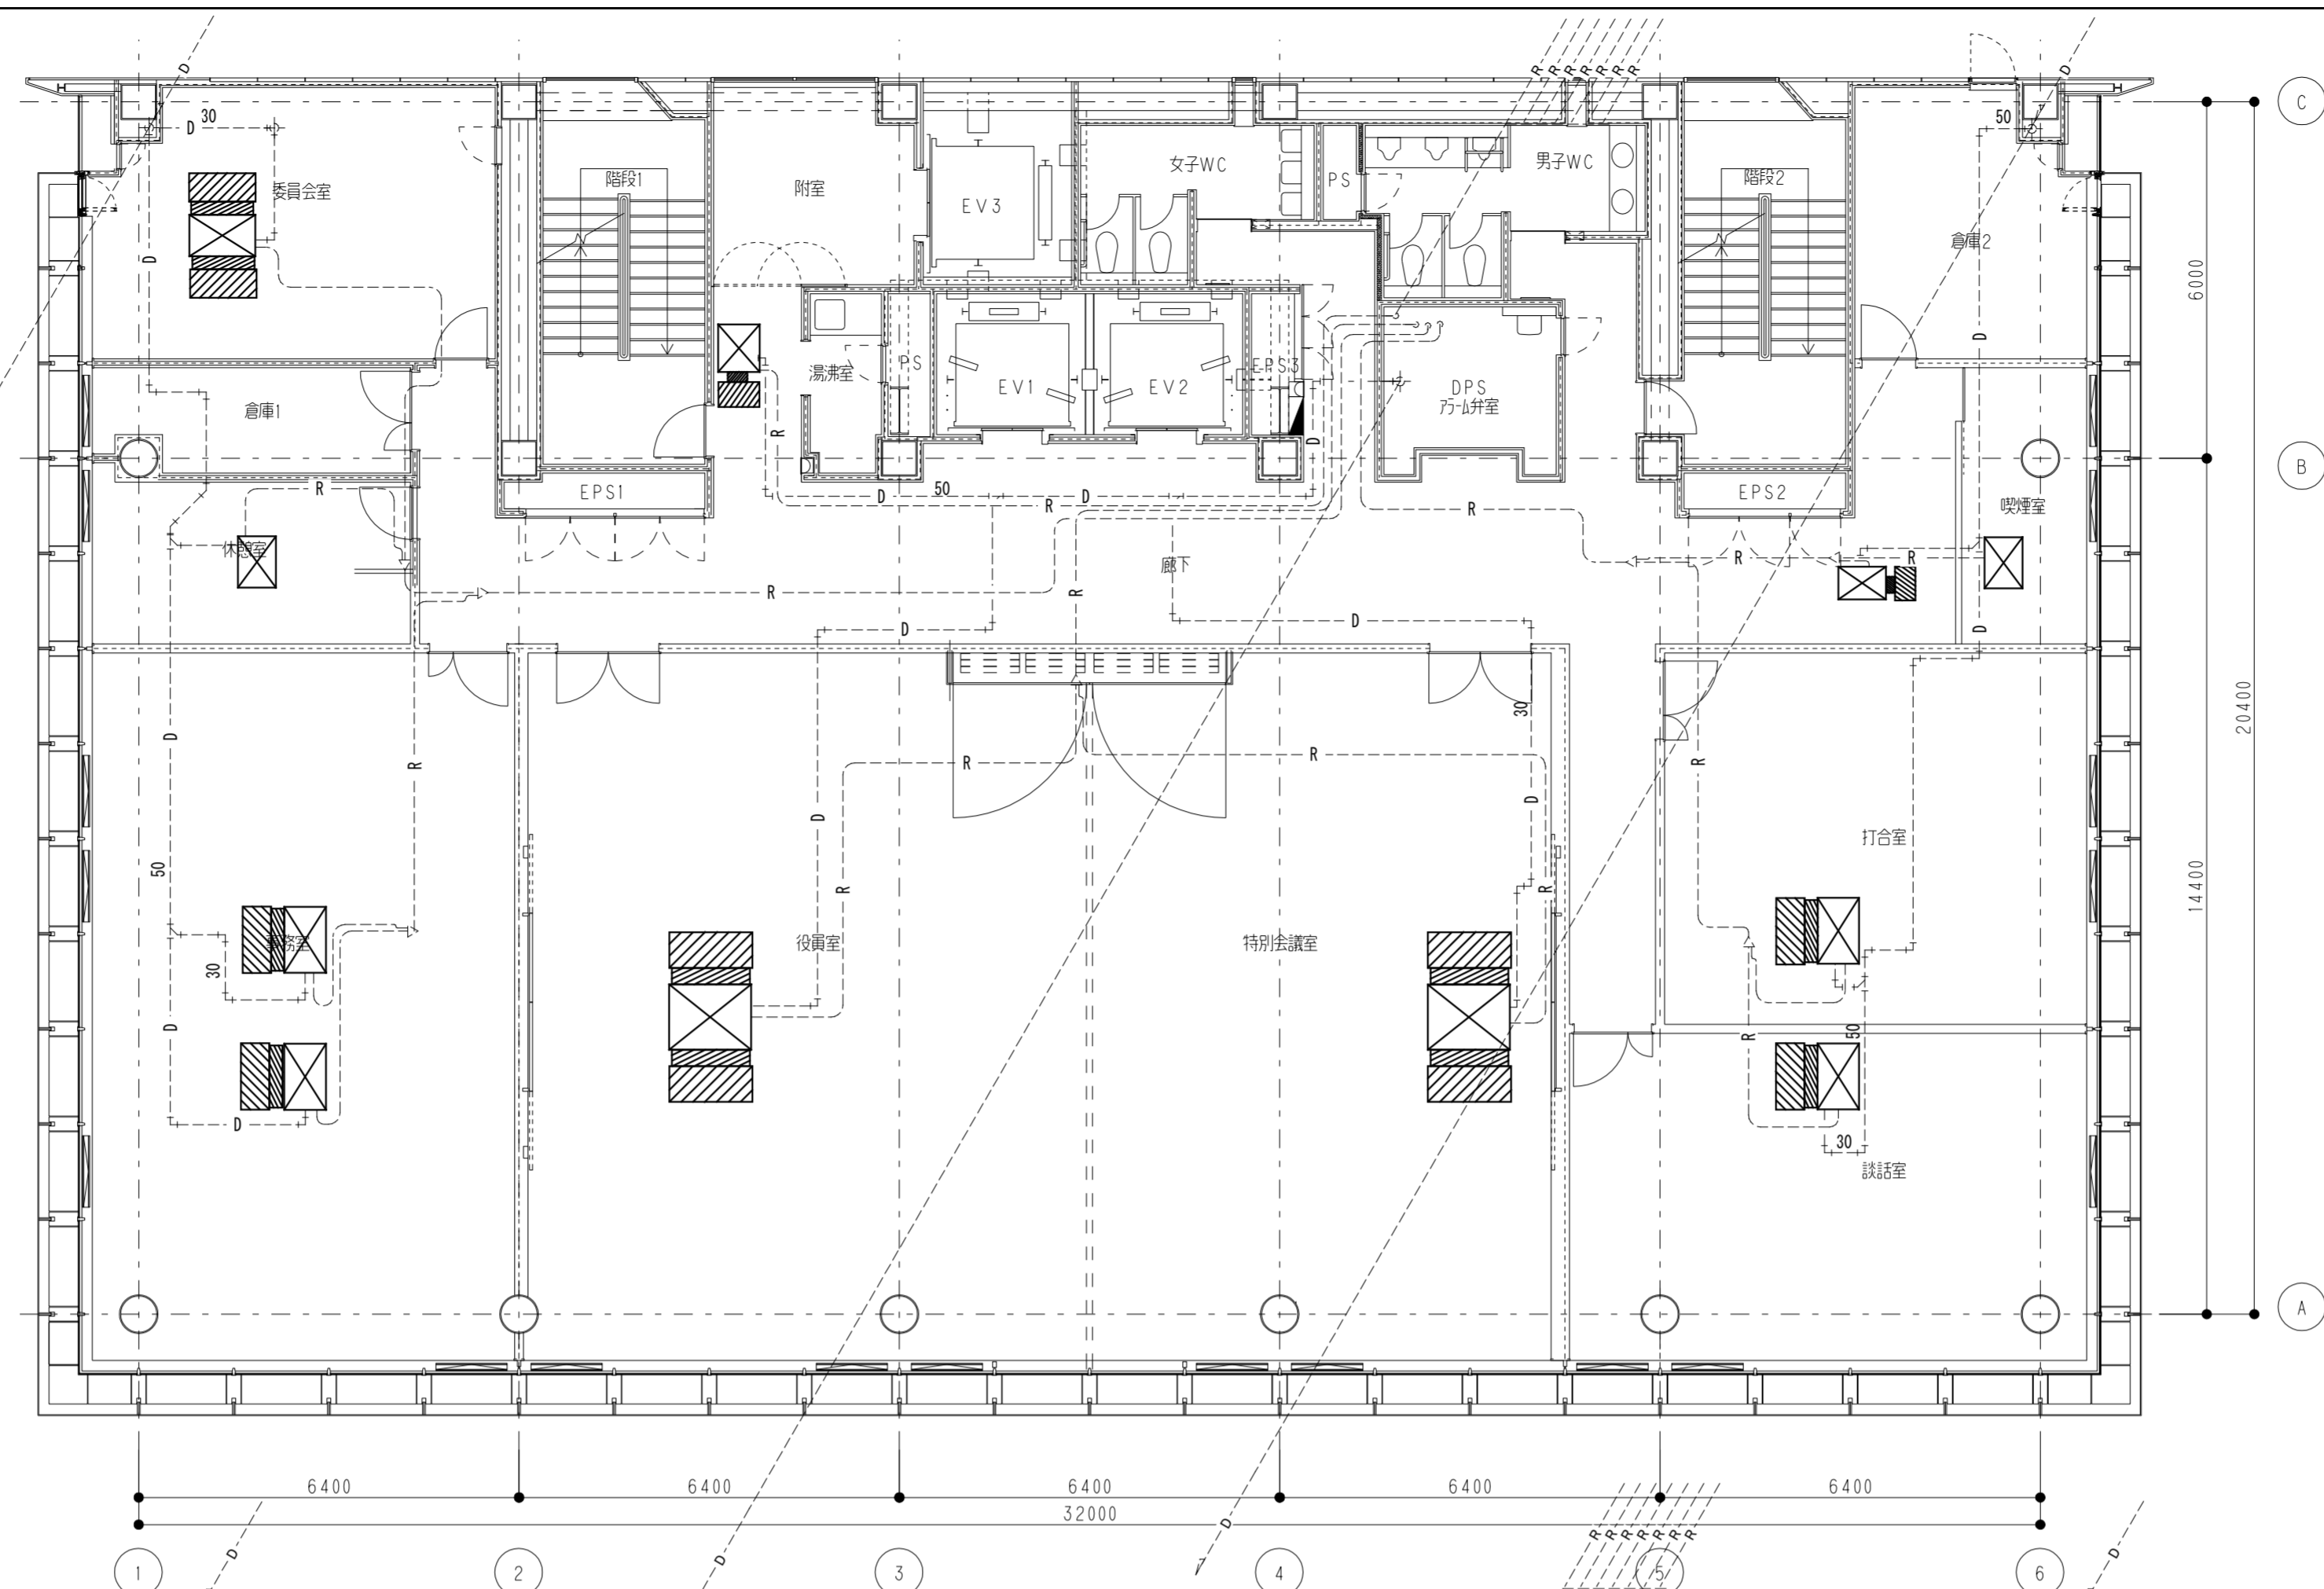 D
R R R R R R
D
C
30
D
50
委員会室
階段1
附室
EV3
女子WC
PS
男子WC
階段2
倉庫2
D
6000
D
倉庫1
湯沸室
PS
EV1
EV2
EPS3
DPS
アラーム弁室
R
D
B
R
EPS1
D
50
D
R
R
EPS2
喫煙室
休憩室
廊下
R
R
R
R
D
D
D
20400
D
30
R
R
R
R
D
D
打合室
50
R
R
14400
事務室
役員室
特別会議室
30
D
50
R
D
30
談話室
A
6400
6400
6400
6400
6400
32000
D
D
D
R R R R R R
D
1
2
3
4
5
6